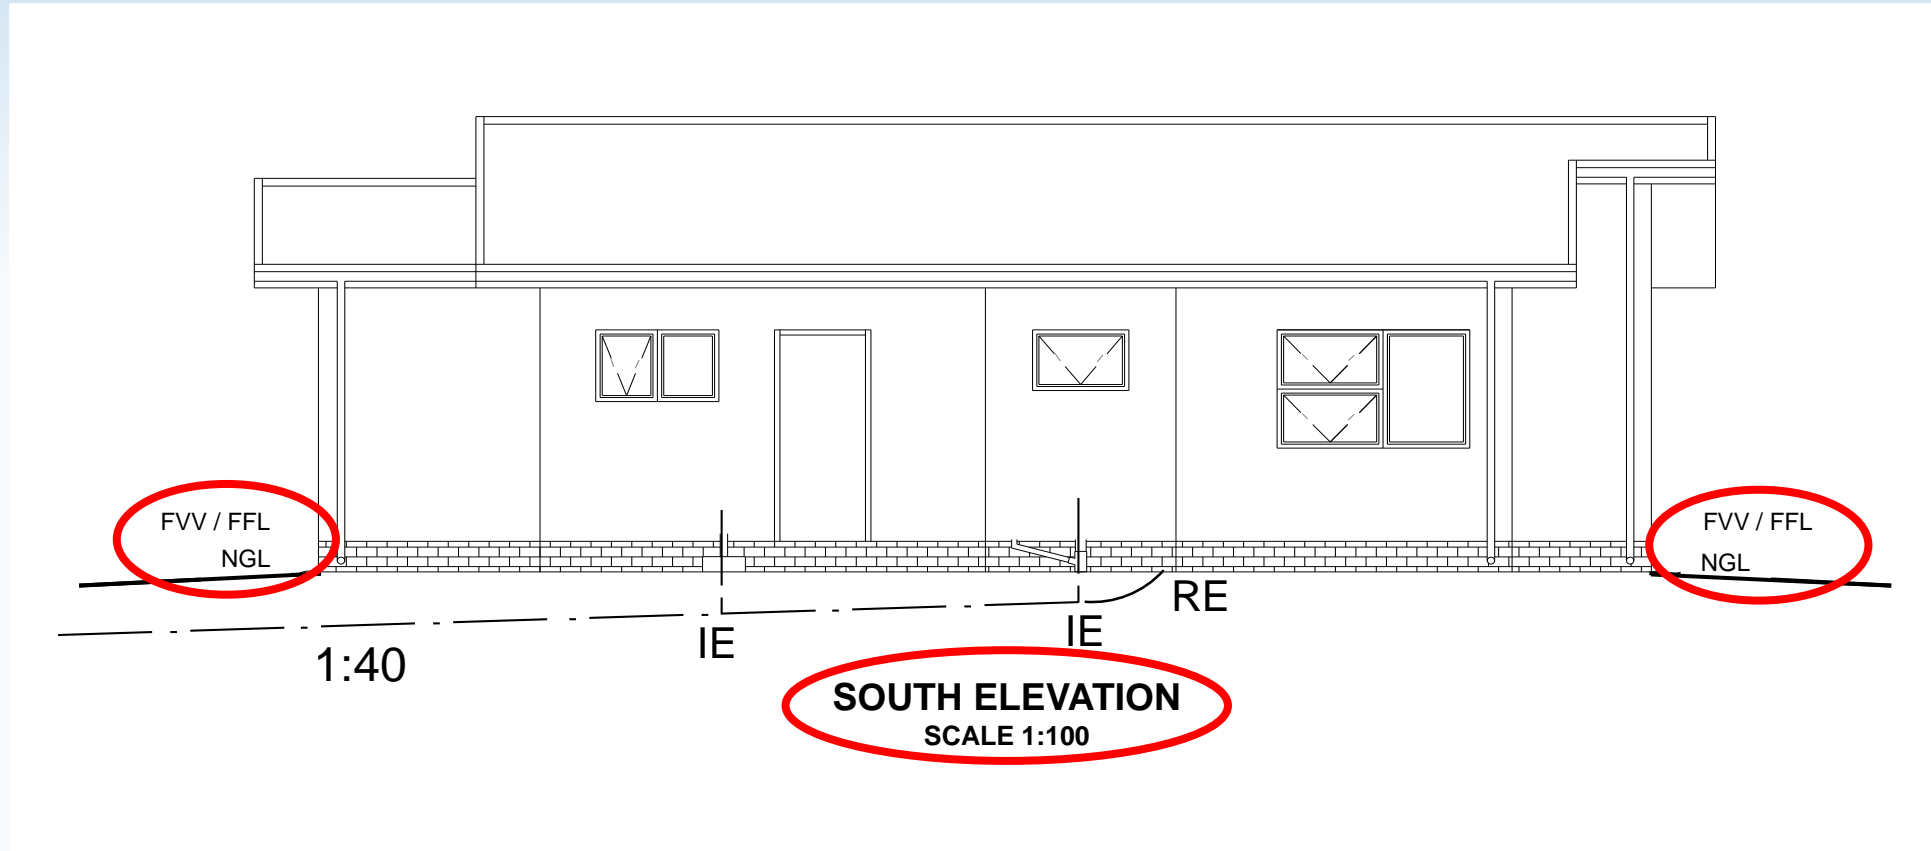 FVV / FFL
NGL
FVV / FFL
NGL
RE
IE
IE
1:40
SOUTH ELEVATION
SCALE 1:100